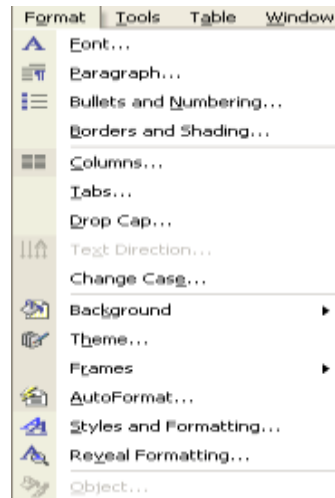 Format Tools Table Window
Font...
Paragraph...
Bullets and Numbering...
Borders and Shading...
Columns...
Tabs...
Drop Cap...
Text Direction...
Change Case...
Background
Theme...
Frames
AutoFormat...
Styles and Formatting...
Reveal Formatting...
Object...